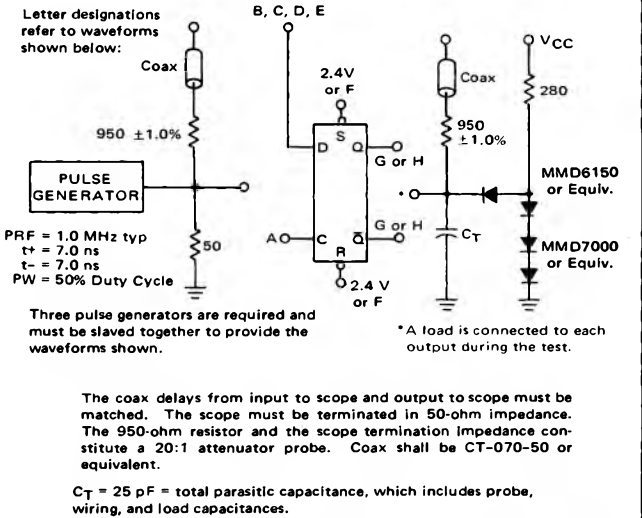 Letter designations
refer to waveforms
shown below:
Coax
950 ±1.0%
PULSE
GENERATOR
PRF = 1.0 MHz typ
t+ = 7.0 ns
t− = 7.0 ns
PW = 50% Duty Cycle
50
Three pulse generators are required and
must be slaved together to provide the
waveforms shown.
B, C, D, E
2.4V
or F
S
D
Q
G or H
A
C
Q̅
G or H
R
2.4 V
or F
Coax
950
±1.0%
*
CT
VCC
280
MMD6150
or Equiv.
MMD7000
or Equiv.
*A load is connected to each
output during the test.
The coax delays from input to scope and output to scope must be
matched. The scope must be terminated in 50-ohm impedance.
The 950-ohm resistor and the scope termination impedance con-
stitute a 20:1 attenuator probe. Coax shall be CT-070-50 or
equivalent.
CT = 25 pF = total parasitic capacitance, which includes probe,
wiring, and load capacitances.